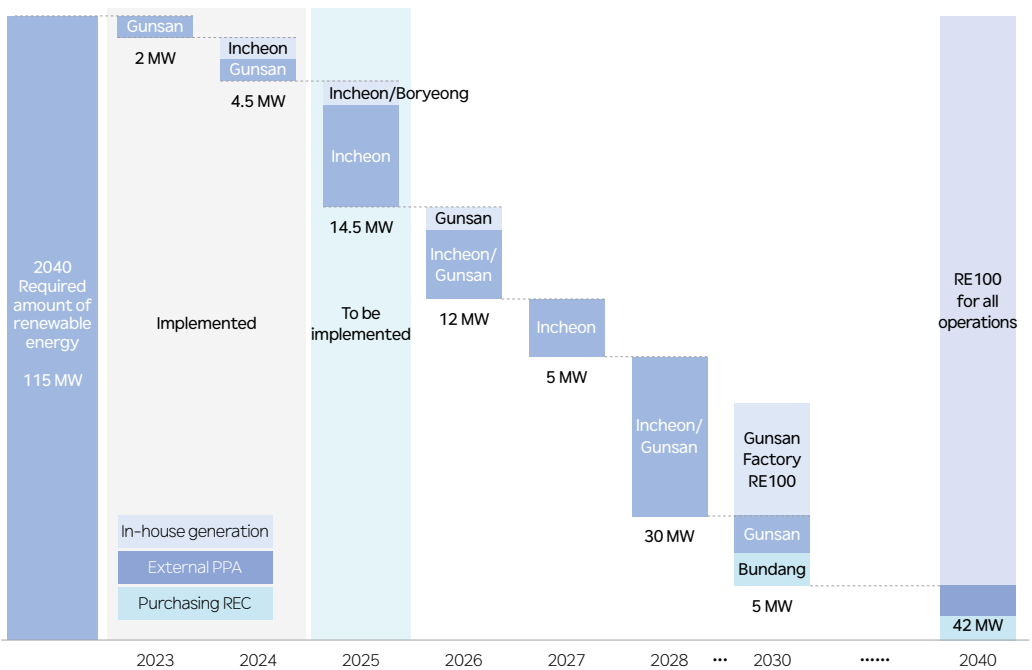 2040
Required
amount of
renewable
energy
115 MW
Gunsan
2 MW
Incheon
Gunsan
4.5 MW
Implemented
Incheon/Boryeong
Incheon
14.5 MW
To be
implemented
Gunsan
Incheon/
Gunsan
12 MW
Incheon
5 MW
Incheon/
Gunsan
30 MW
Gunsan
Factory
RE100
Gunsan
Bundang
5 MW
RE100
for all
operations
42 MW
In-house generation
External PPA
Purchasing REC
2023
2024
2025
2026
2027
2028
•••
2030
••••••
2040